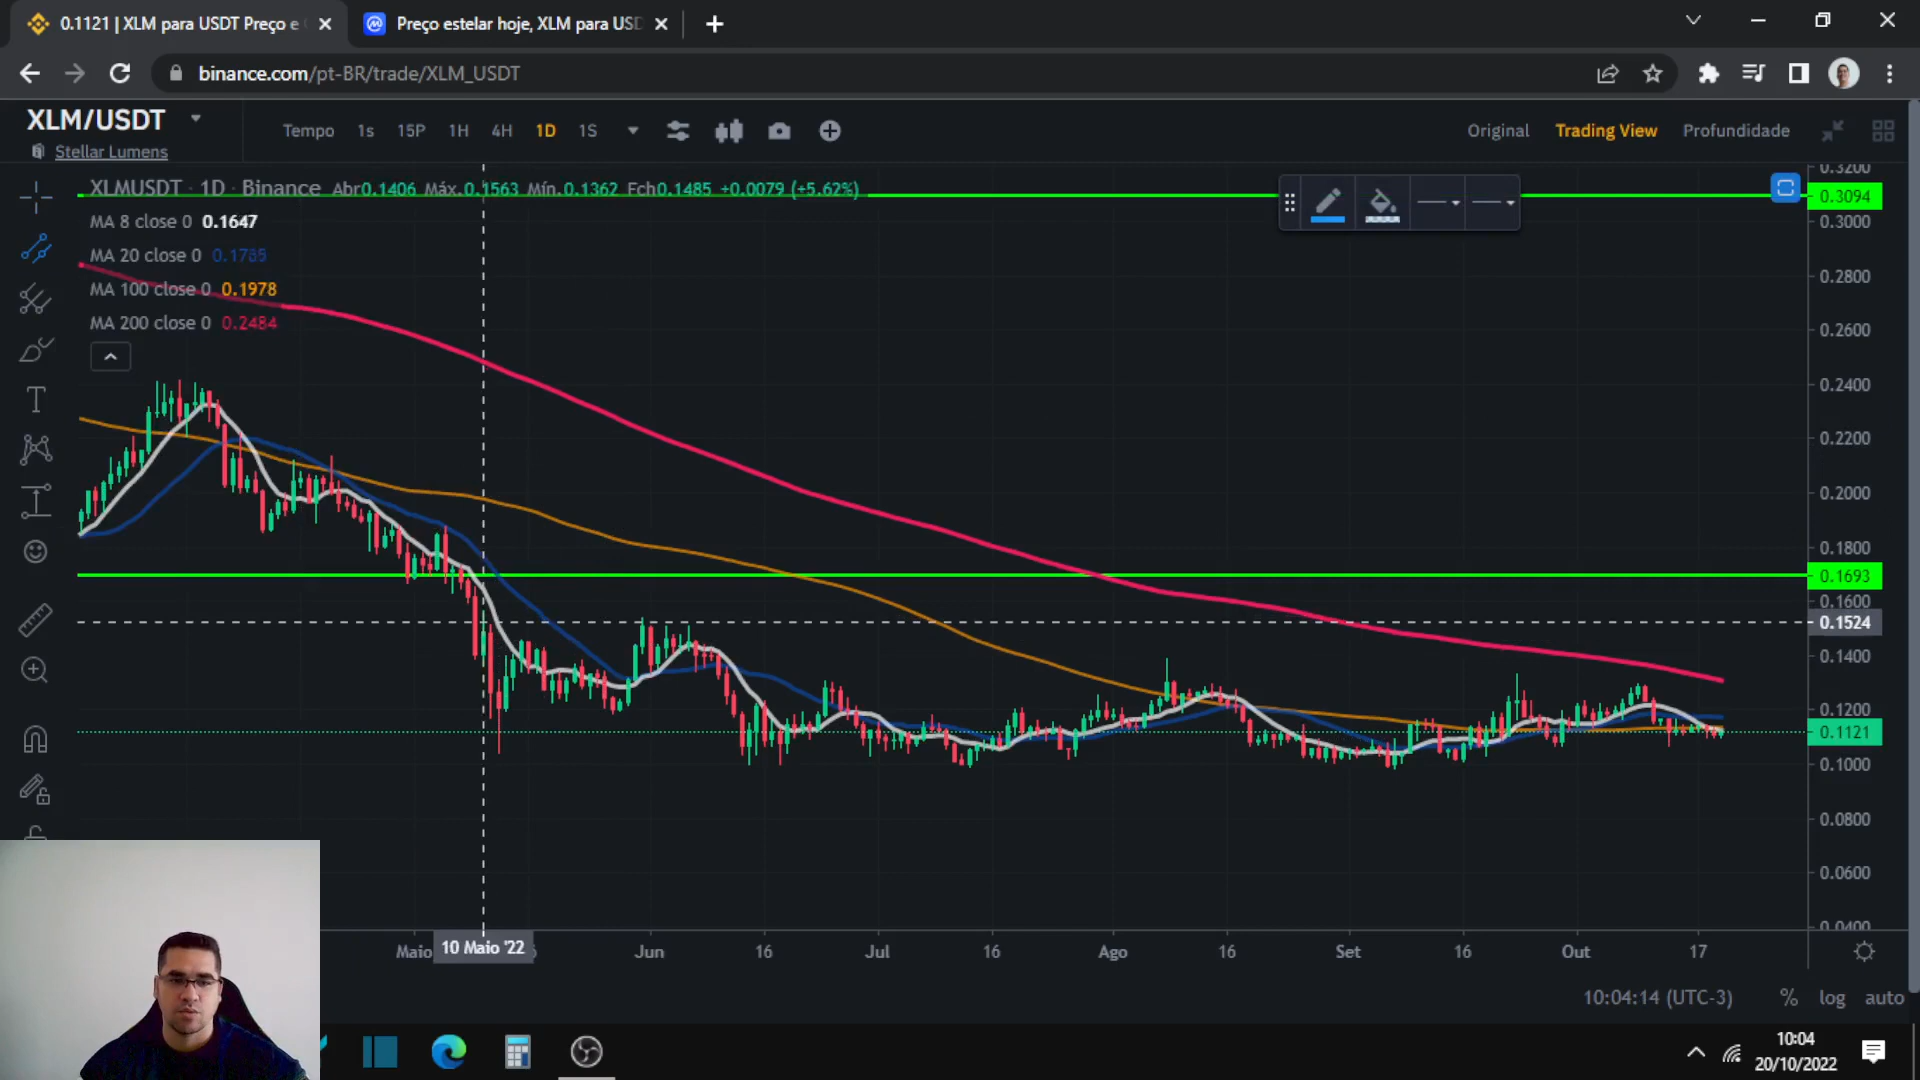 0.1121 | XLM para USDT Preço e
Preço estelar hoje, XLM para USD
binance.com/pt-BR/trade/XLM_USDT
XLM/USDT
Stellar Lumens
Tempo 1s 15P 1H 4H 1D 1S
Original Trading View Profundidade
XLMUSDT · 1D · Binance Abr0.1406 Máx.0.1563 Mín.0.1362 Fch0.1485 +0.0079 (+5.62%)
MA 8 close 0 0.1647
MA 20 close 0 0.1785
MA 100 close 0 0.1978
MA 200 close 0 0.2484
0.3200
0.3094
0.3000
0.2800
0.2600
0.2400
0.2200
0.2000
0.1800
0.1693
0.1600
0.1524
0.1400
0.1200
0.1121
0.1000
0.0800
0.0600
0.0400
Maio 10 Maio '22 Jun 16 Jul 16 Ago 16 Set 16 Out 17
10:04:14 (UTC-3) % log auto
10:04
20/10/2022